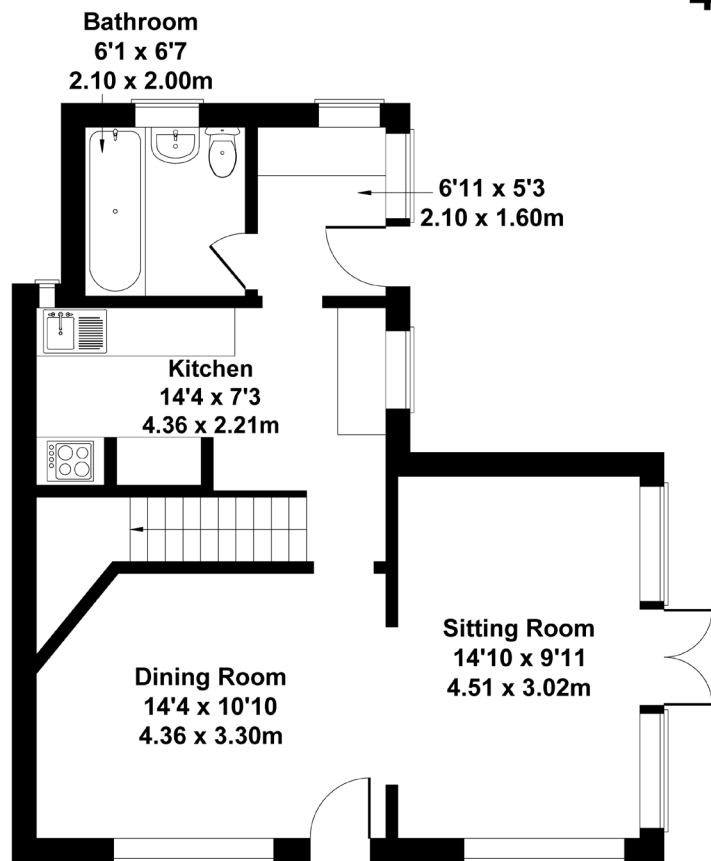 Bathroom
6'1 x 6'7
2.10 x 2.00m
6'11 x 5'3
2.10 x 1.60m
Kitchen
14'4 x 7'3
4.36 x 2.21m
Sitting Room
14'10 x 9'11
4.51 x 3.02m
Dining Room
14'4 x 10'10
4.36 x 3.30m